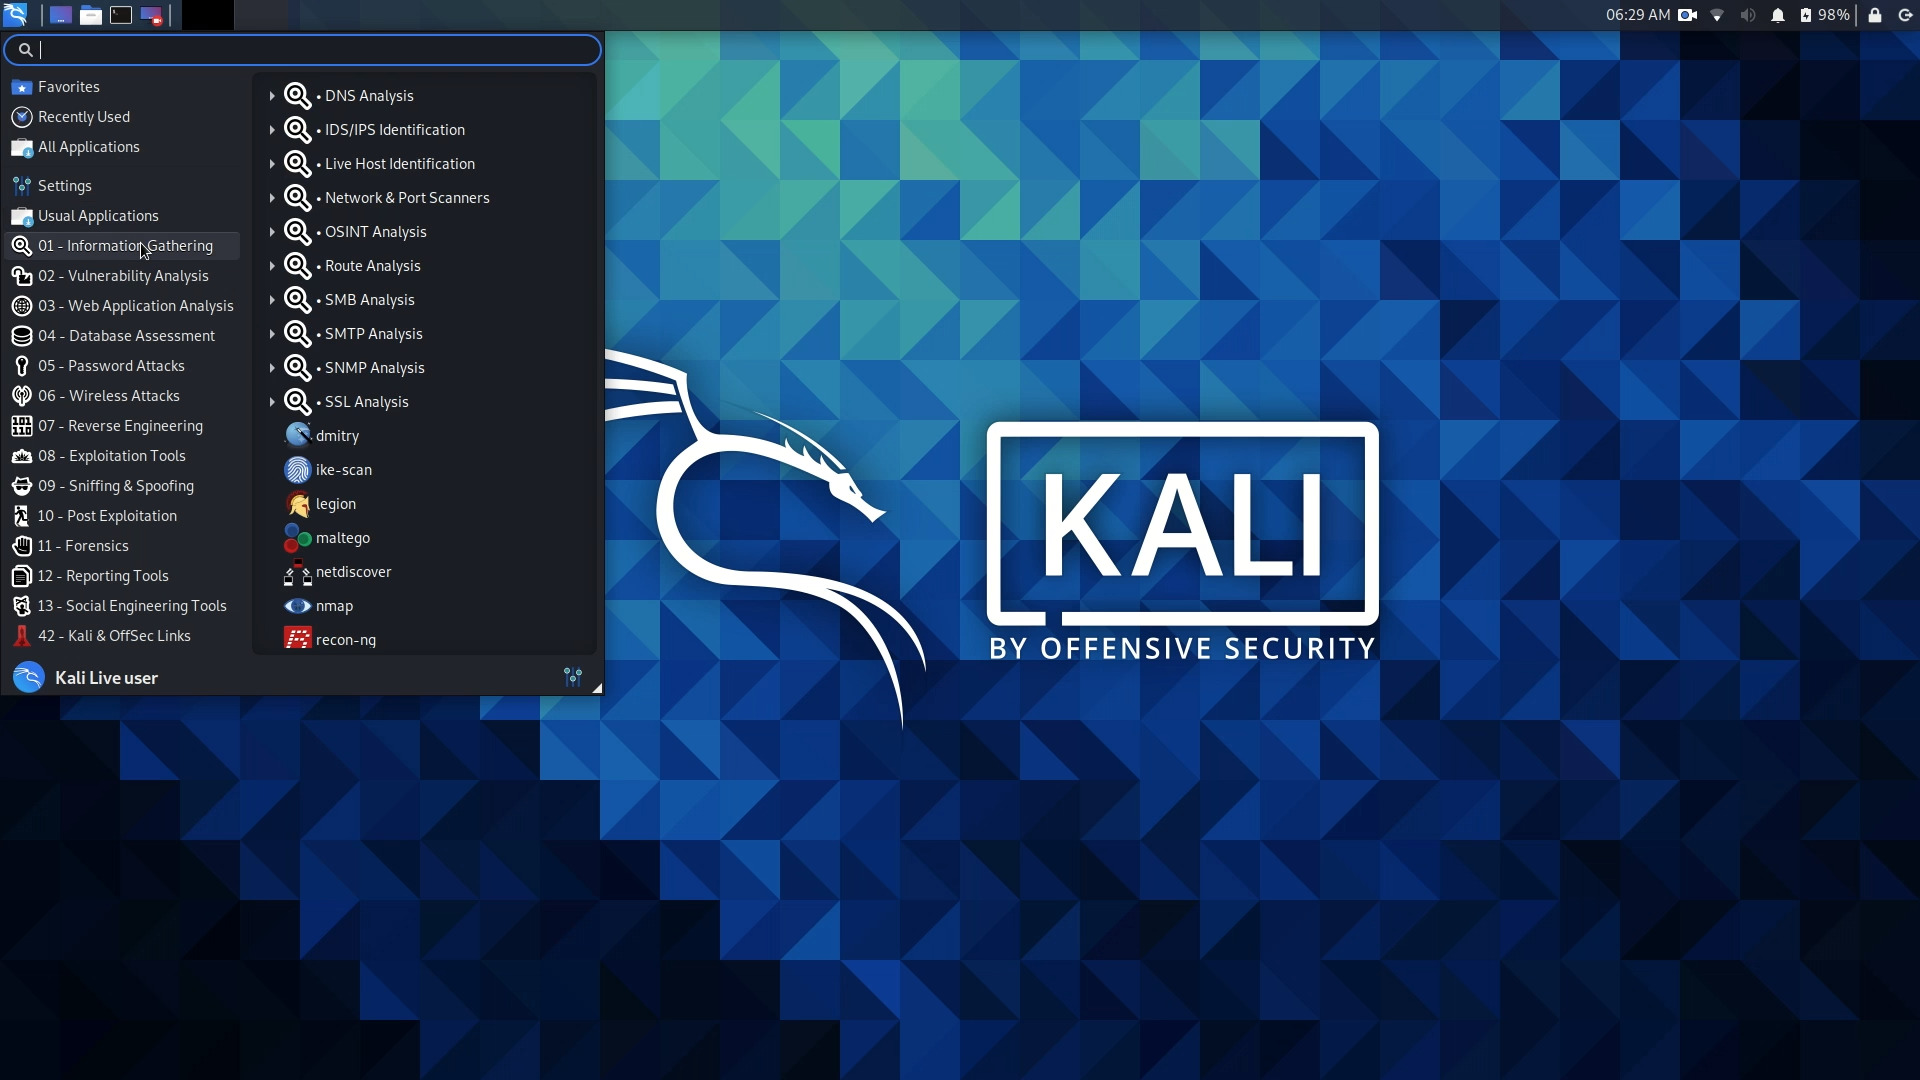 06:29 AM
98%
Favorites
Recently Used
All Applications
Settings
Usual Applications
01 - Information Gathering
02 - Vulnerability Analysis
03 - Web Application Analysis
04 - Database Assessment
05 - Password Attacks
06 - Wireless Attacks
07 - Reverse Engineering
08 - Exploitation Tools
09 - Sniffing & Spoofing
10 - Post Exploitation
11 - Forensics
12 - Reporting Tools
13 - Social Engineering Tools
42 - Kali & OffSec Links
• DNS Analysis
• IDS/IPS Identification
• Live Host Identification
• Network & Port Scanners
• OSINT Analysis
• Route Analysis
• SMB Analysis
• SMTP Analysis
• SNMP Analysis
• SSL Analysis
dmitry
ike-scan
legion
maltego
netdiscover
nmap
recon-ng
Kali Live user
KALI
BY OFFENSIVE SECURITY